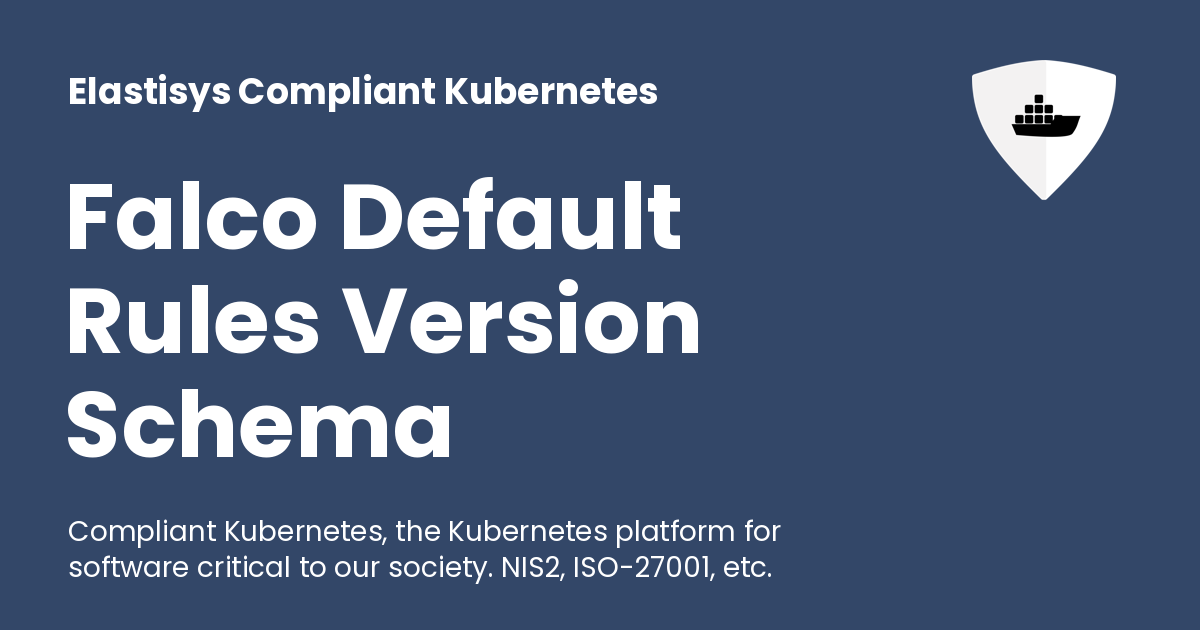 Elastisys Compliant Kubernetes
Falco Default
Rules Version
Schema
Compliant Kubernetes, the Kubernetes platform for
software critical to our society. NIS2, ISO-27001, etc.